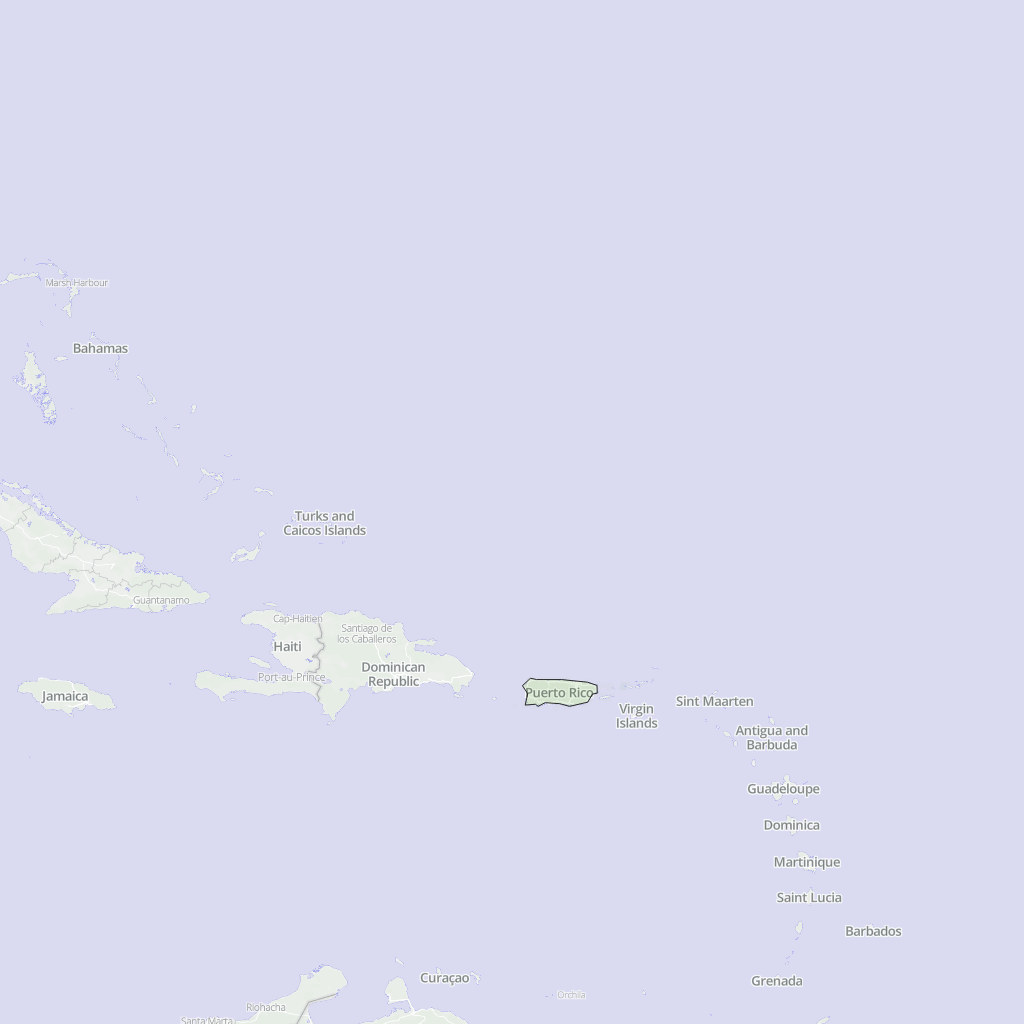 Marsh Harbour
Bahamas
Turks and
Caicos Islands
Guantanamo
Cap-Haïtien
Santiago de
los Caballeros
Haiti
Dominican
Republic
Port-au-Prince
Jamaica
Puerto Rico
Virgin
Islands
Sint Maarten
Antigua and
Barbuda
Guadeloupe
Dominica
Martinique
Saint Lucia
Barbados
Curaçao
Grenada
Orchila
Riohacha
Santa Marta